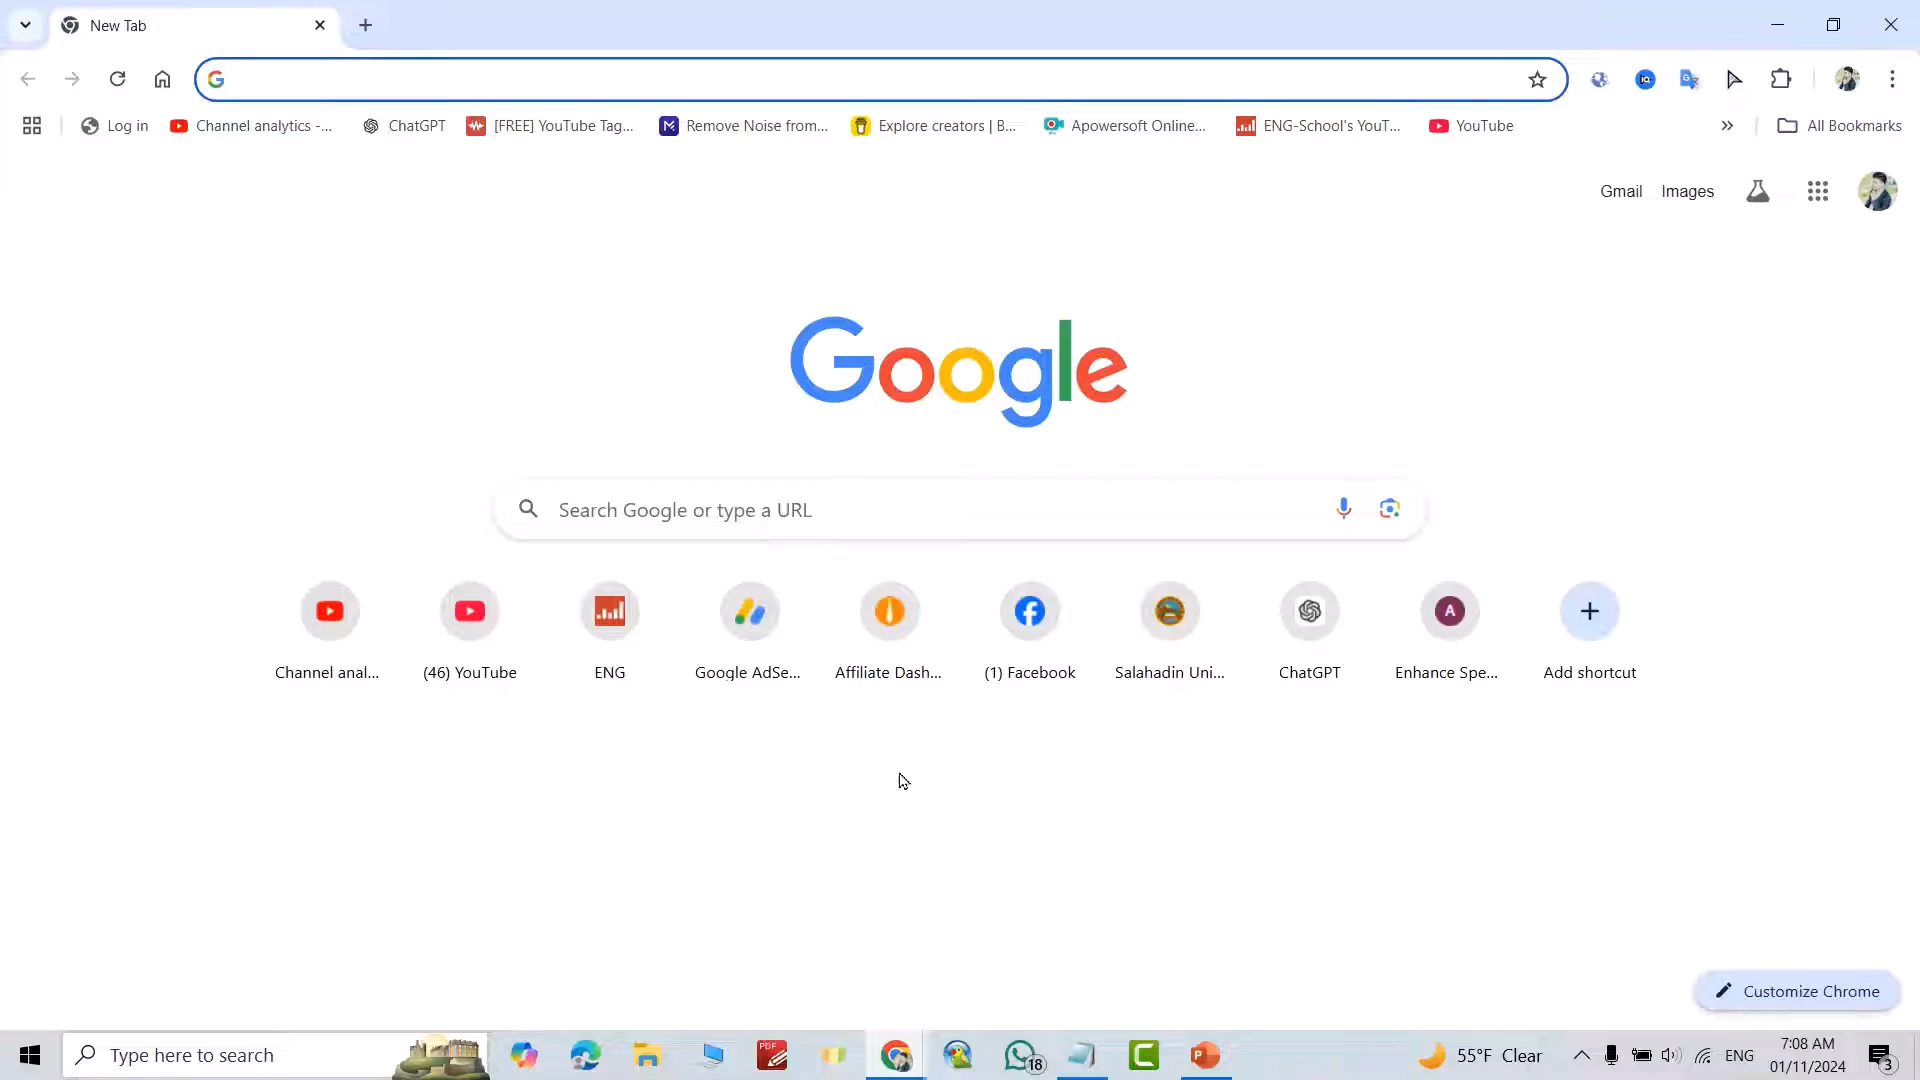 New Tab
Log in
Channel analytics -...
ChatGPT
[FREE] YouTube Tag...
Remove Noise from...
Explore creators | B...
Apowersoft Online...
ENG-School's YouT...
YouTube
All Bookmarks
Gmail
Images
Google
Search Google or type a URL
Channel anal...
(46) YouTube
ENG
Google AdSe...
Affiliate Dash...
(1) Facebook
Salahadin Uni...
ChatGPT
A
Enhance Spe...
Add shortcut
Customize Chrome
Type here to search
PDF
18
55°F Clear
ENG
7:08 AM
01/11/2024
3